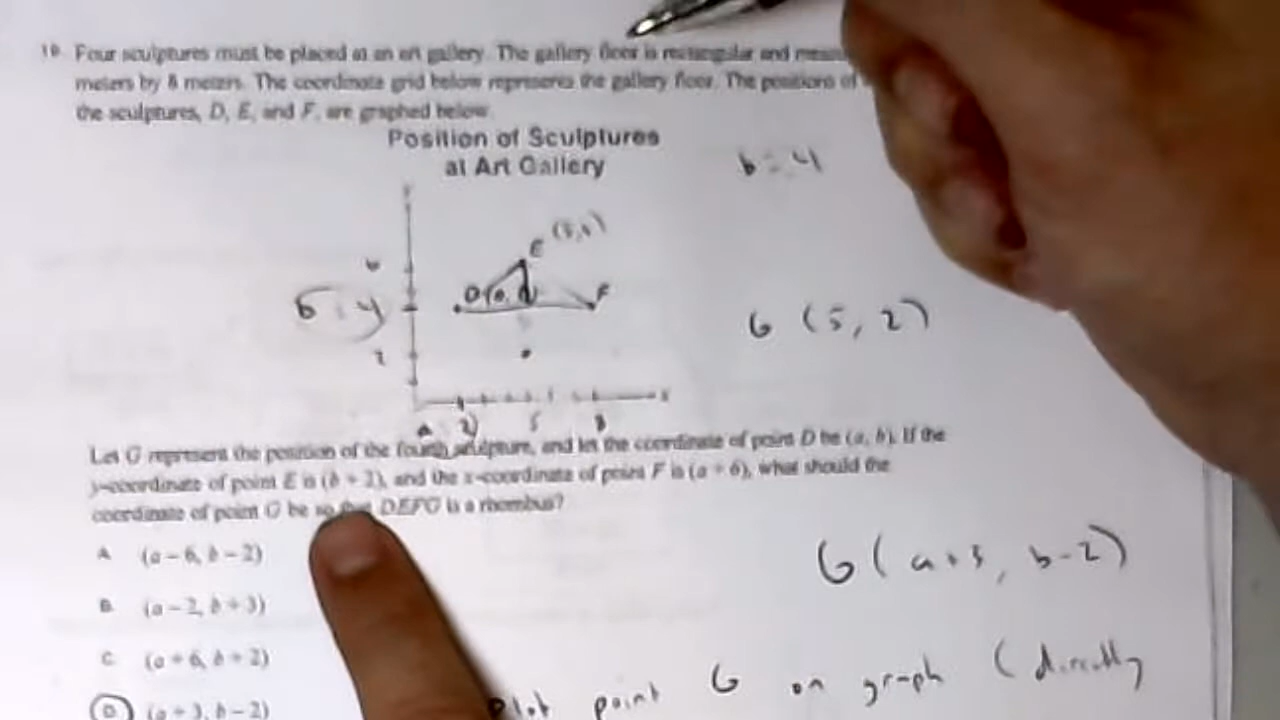 Four sculptures must be placed at an art gallery. The gallery floor is rectangular and
meters by 8 meters. The coordinate grid below represents the gallery floor. The positions of
the sculptures, D, E, and F, are graphed below.
Position of Sculptures
at Art Gallery
b = 4
E
D
F
G (5, 2)
2
a 2 5 8 x
Let G represent the position of the fourth sculpture, and let the coordinate of point D be (a, b). If the
y-coordinate of point E is (b + 2), and the x-coordinate of point F is (a + 6), what should the
coordinate of point G be so that DEFG is a rhombus?
A. (a – 6, b – 2)
B. (a – 2, b + 3)
C. (a + 6, b + 2)
D. (a + 3, b – 2)
G (a+3, b-2)
Plot point G on graph (directly